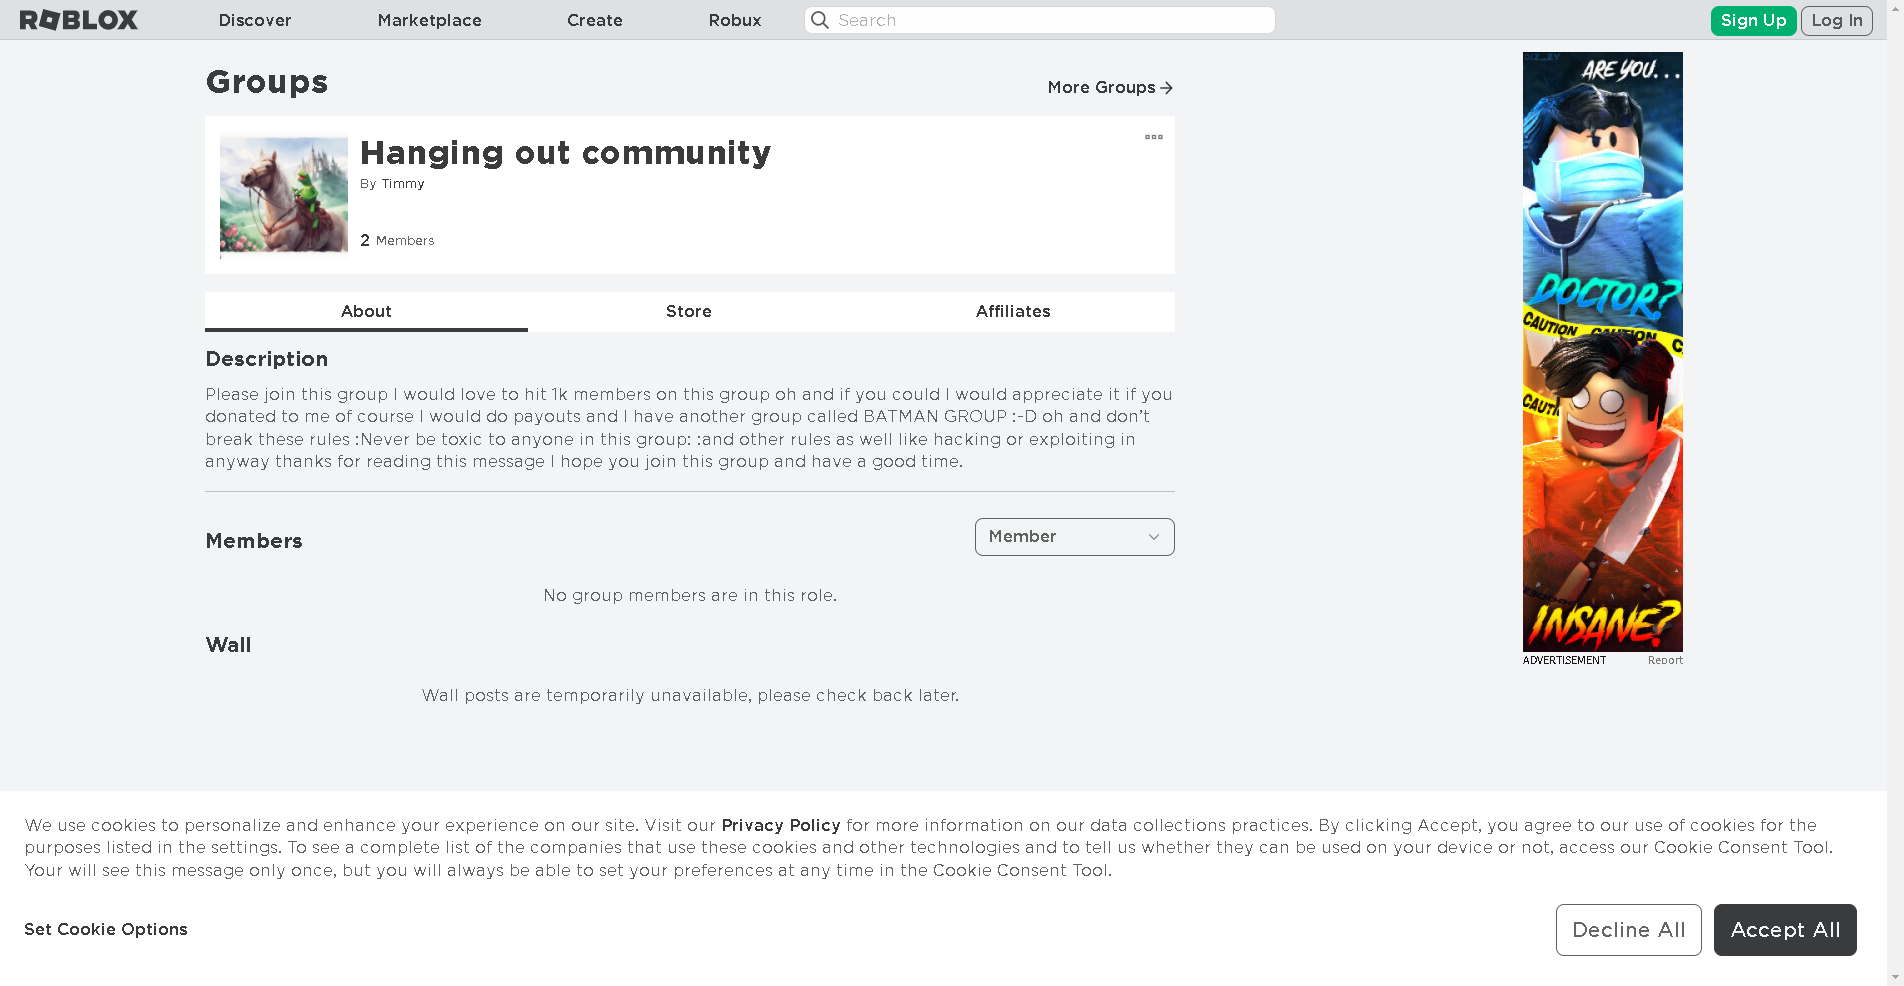 ROBLOX
Discover
Marketplace
Create
Robux
Search
Sign Up
Log In
Groups
More Groups
Hanging out community
By Timmy
2 Members
About
Store
Affiliates
Description
Please join this group I would love to hit 1k members on this group oh and if you could I would appreciate it if you
donated to me of course I would do payouts and I have another group called BATMAN GROUP :-D oh and don’t
break these rules :Never be toxic to anyone in this group: :and other rules as well like hacking or exploiting in
anyway thanks for reading this message I hope you join this group and have a good time.
Members
Member
No group members are in this role.
Wall
Wall posts are temporarily unavailable, please check back later.
ARE YOU...
DOCTOR?
CAUTION CAUTION C
CAUTI
INSANE?
ADVERTISEMENT
Report
We use cookies to personalize and enhance your experience on our site. Visit our Privacy Policy for more information on our data collections practices. By clicking Accept, you agree to our use of cookies for the
purposes listed in the settings. To see a complete list of the companies that use these cookies and other technologies and to tell us whether they can be used on your device or not, access our Cookie Consent Tool.
Your will see this message only once, but you will always be able to set your preferences at any time in the Cookie Consent Tool.
Set Cookie Options
Decline All
Accept All